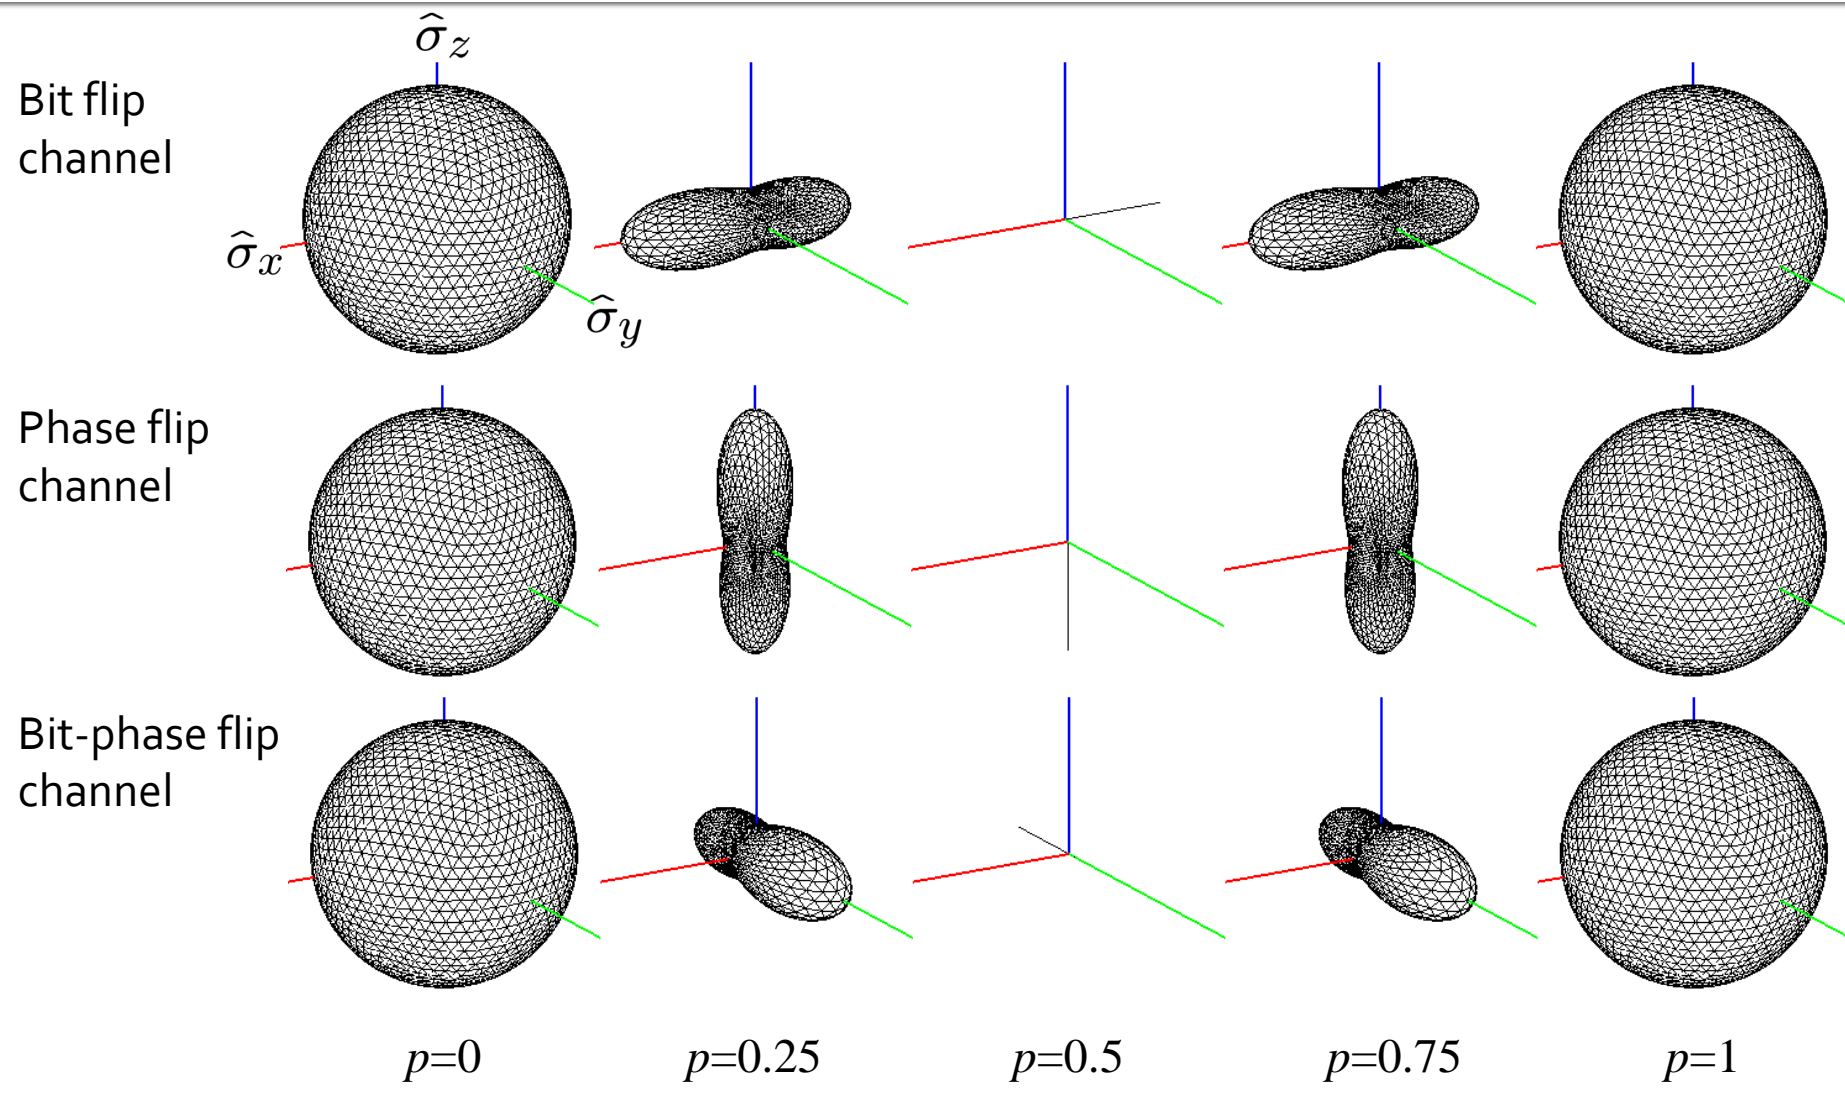 σ̂z
Bit flip
channel
σ̂x
σ̂y
Phase flip
channel
Bit-phase flip
channel
p=0 p=0.25 p=0.5 p=0.75 p=1